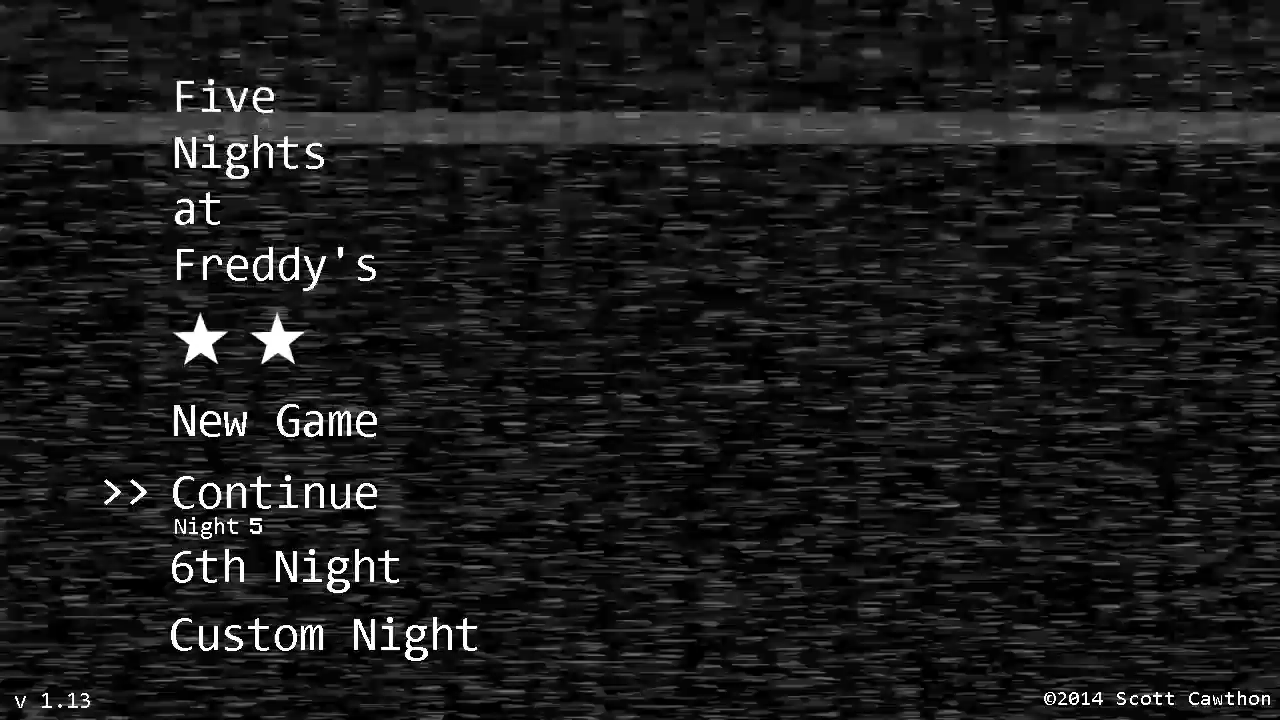 Five
Nights
at
Freddy's
New Game
>> Continue
Night 5
6th Night
Custom Night
v 1.13
©2014 Scott Cawthon